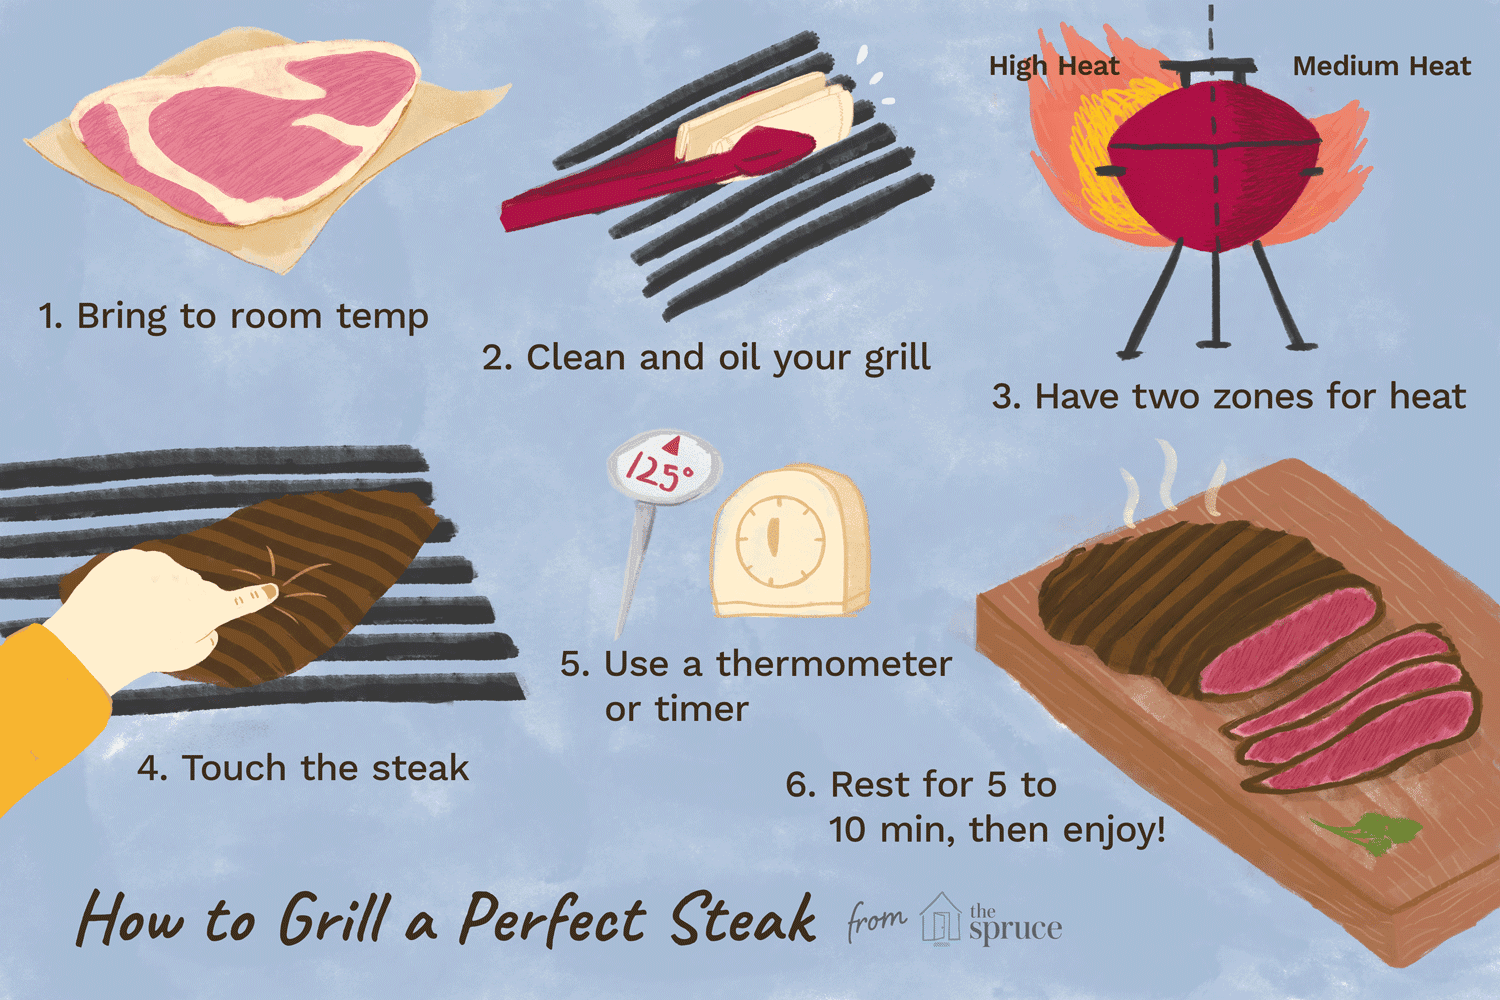 High Heat
Medium Heat
1. Bring to room temp
2. Clean and oil your grill
3. Have two zones for heat
125°
4. Touch the steak
5. Use a thermometer
or timer
6. Rest for 5 to
10 min, then enjoy!
How to Grill a Perfect Steak
from
the
spruce